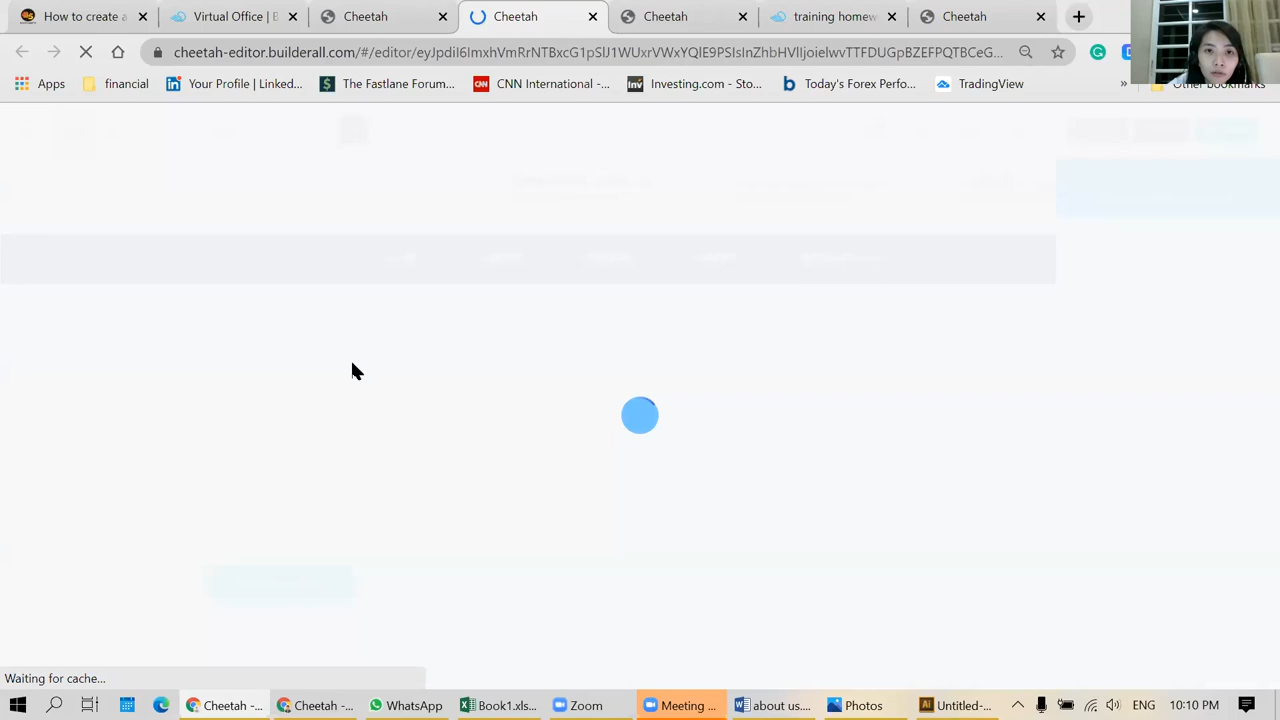 How to create a
Virtual Office | B
Cheetah
Cheetah
Cheetah
training homew
Cheetah
cheetah-editor.builderall.com/#/editor/
Apps
financial
Your Profile | Linked...
The Fastlane Forum...
CNN International -...
Investing.com - Sto...
Today's Forex Perfo...
TradingView
»
Other bookmarks
Waiting for cache...
Cheetah -...
Cheetah -...
WhatsApp
Book1.xls...
Zoom
Meeting ...
about us....
Photos
Untitled-...
ENG
10:10 PM